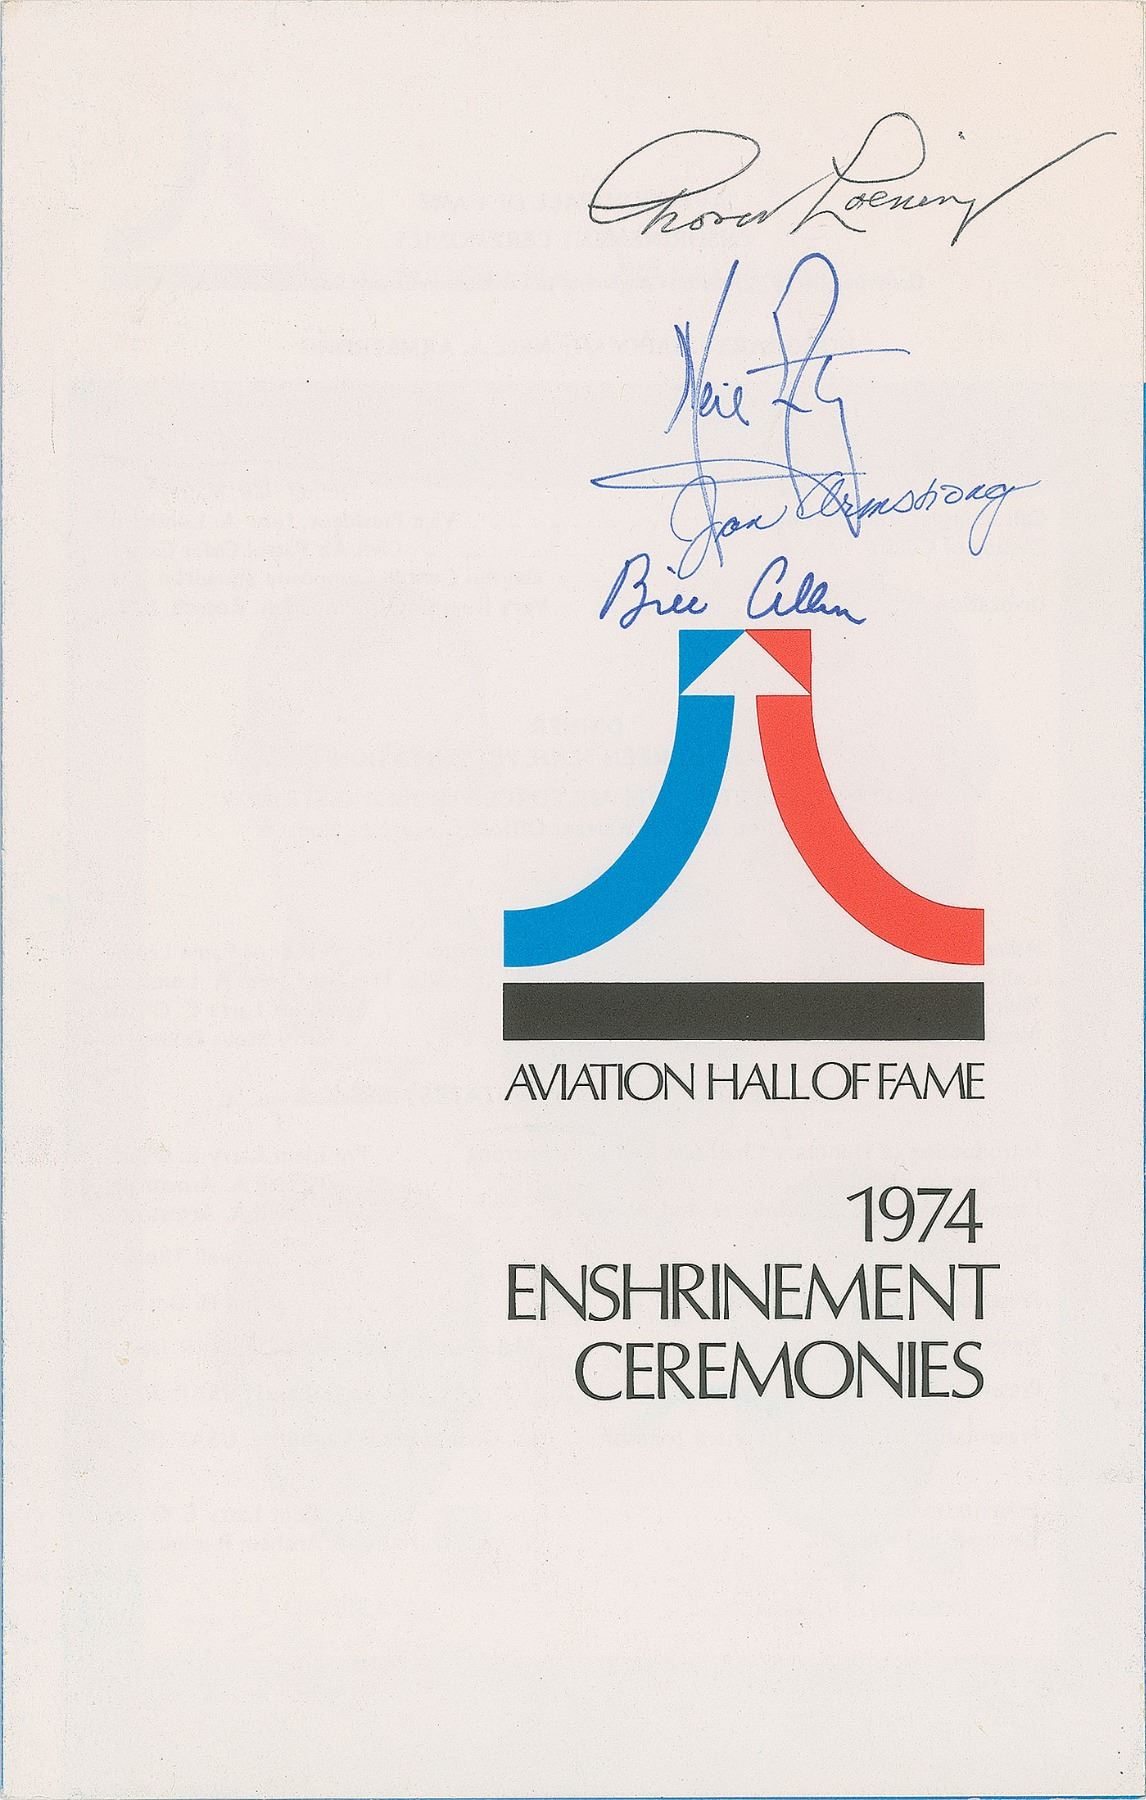 Grover Loening
Neil
Jan Armstrong
Bill Allen
AVIATION HALL OF FAME
1974
ENSHRINEMENT
CEREMONIES